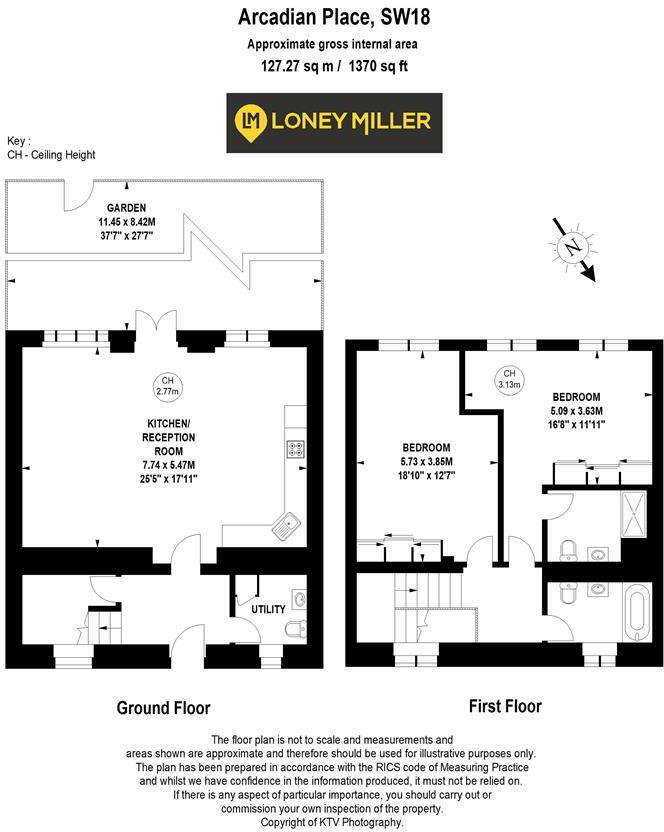 Arcadian Place, SW18
Approximate gross internal area
127.27 sq m / 1370 sq ft
LM LONEY MILLER
Key :
CH - Ceiling Height
GARDEN
11.45 x 8.42M
37'7" x 27'7"
N
CH
2.77m
KITCHEN/
RECEPTION
ROOM
7.74 x 5.47M
25'5" x 17'11"
UTILITY
CH
3.13m
BEDROOM
5.09 x 3.63M
16'8" x 11'11"
BEDROOM
5.73 x 3.85M
18'10" x 12'7"
Ground Floor
First Floor
The floor plan is not to scale and measurements and
areas shown are approximate and therefore should be used for illustrative purposes only.
The plan has been prepared in accordance with the RICS code of Measuring Practice
and whilst we have confidence in the information produced, it must not be relied on.
If there is any aspect of particular importance, you should carry out or
commission your own inspection of the property.
Copyright of KTV Photography.